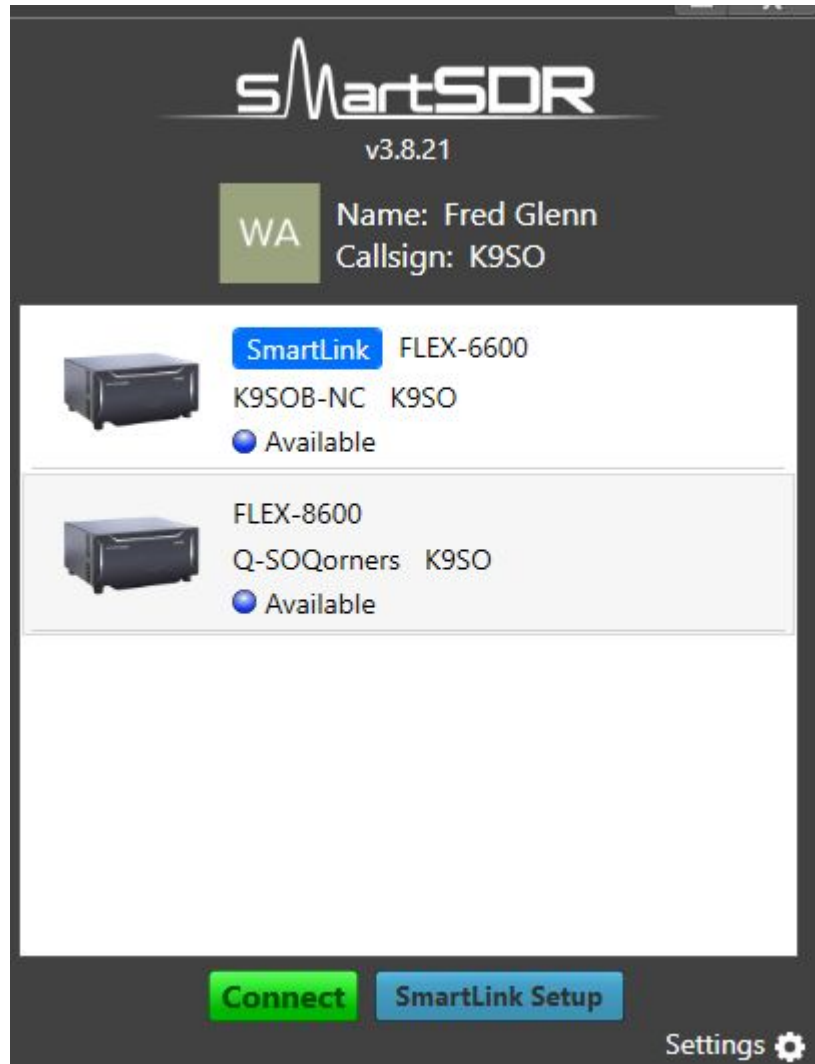 sMartSDR
v3.8.21
WA
Name: Fred Glenn
Callsign: K9SO
SmartLink FLEX-6600
K9SOB-NC K9SO
Available
FLEX-8600
Q-SOQorners K9SO
Available
Connect SmartLink Setup
Settings